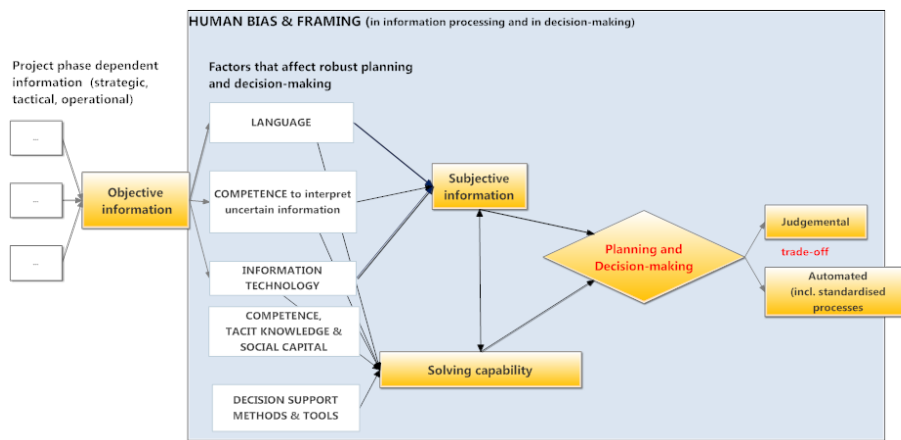 HUMAN BIAS & FRAMING (in information processing and in decision-making)
Project phase dependent
information (strategic,
tactical, operational)
Factors that affect robust planning
and decision-making
...
...
...
Objective
information
LANGUAGE
COMPETENCE to interpret
uncertain information
INFORMATION
TECHNOLOGY
COMPETENCE,
TACIT KNOWLEDGE &
SOCIAL CAPITAL
DECISION SUPPORT
METHODS & TOOLS
Subjective
information
Solving capability
Planning and
Decision-making
Judgemental
trade-off
Automated
(incl. standardised
processes